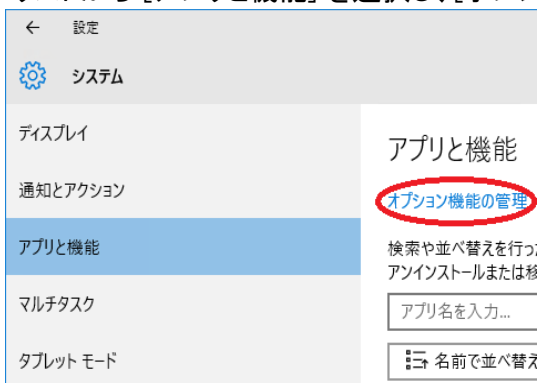 ← 設定
システム
ディスプレイ
通知とアクション
アプリと機能
マルチタスク
タブレット モード
アプリと機能
オプション機能の管理
検索や並べ替えを行っ
アンインストールまたは移
アプリ名を入力...
名前で並べ替え